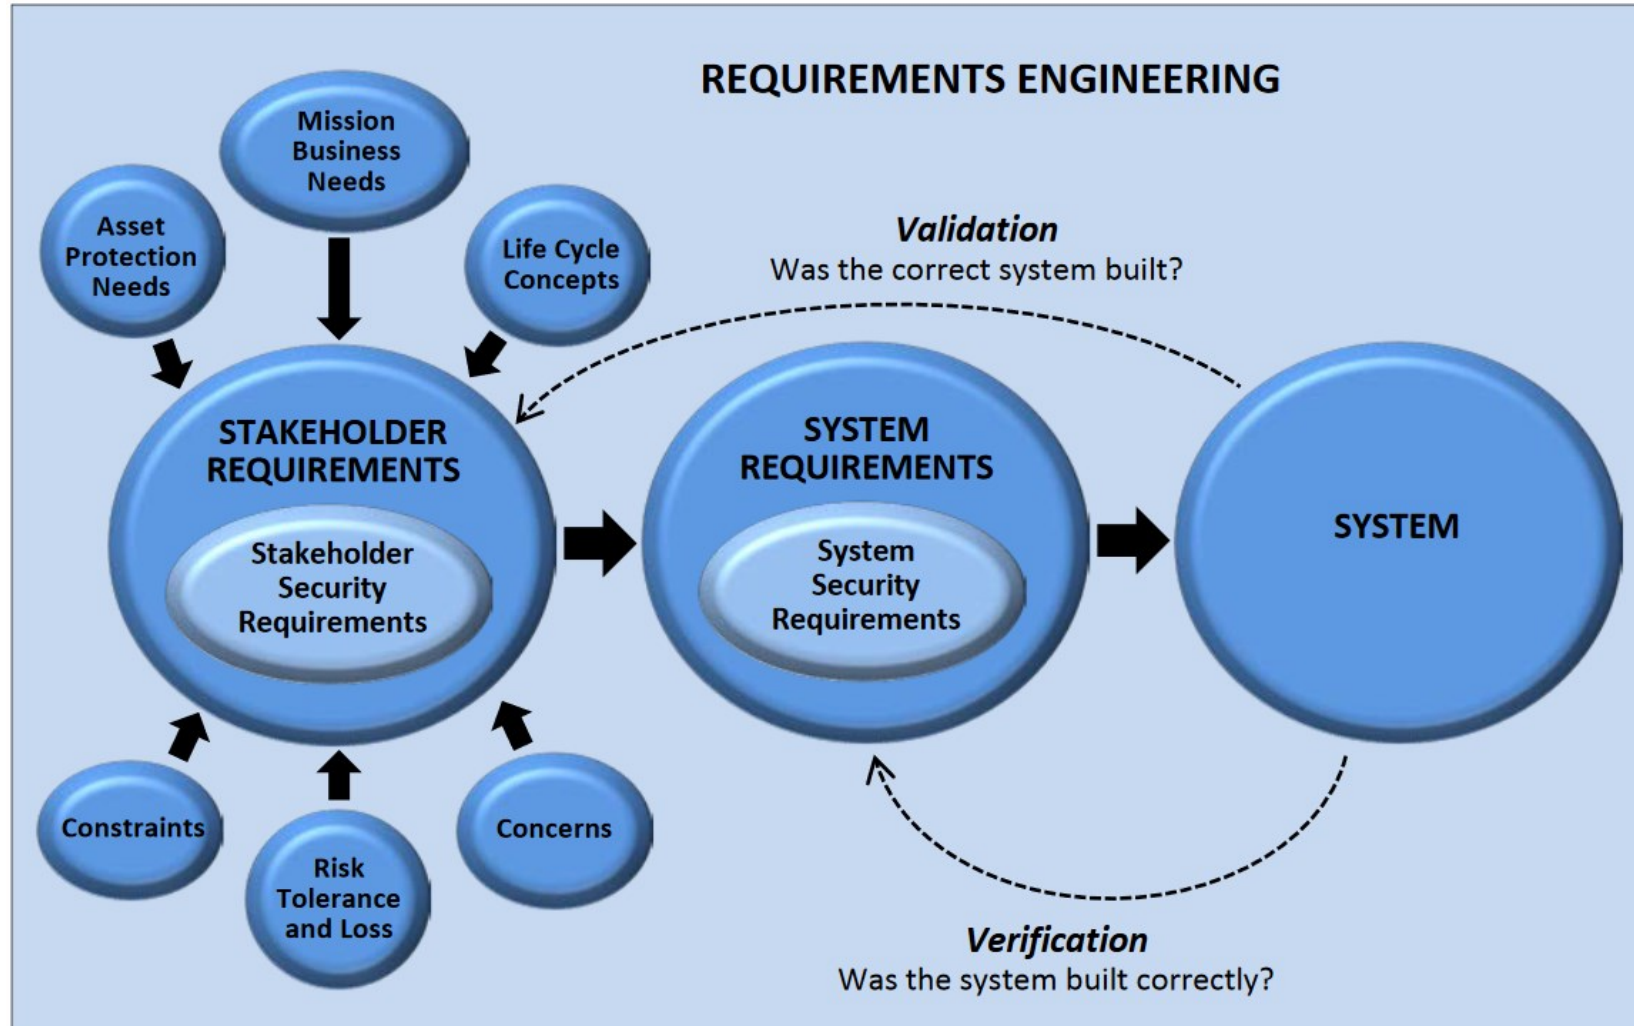 REQUIREMENTS ENGINEERING
Mission
Business
Needs
Asset
Protection
Needs
Life Cycle
Concepts
Validation
Was the correct system built?
STAKEHOLDER
REQUIREMENTS
Stakeholder
Security
Requirements
SYSTEM
REQUIREMENTS
System
Security
Requirements
SYSTEM
Constraints
Risk
Tolerance
and Loss
Concerns
Verification
Was the system built correctly?